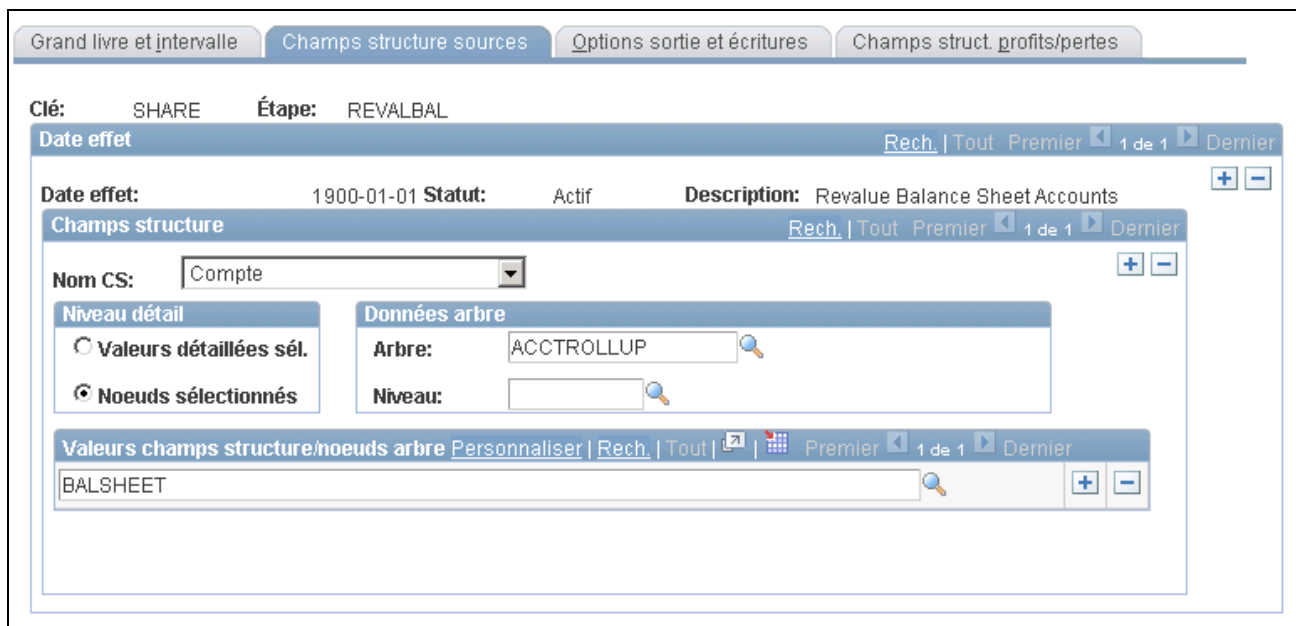 Grand livre et intervalle Champs structure sources Options sortie et écritures Champs struct. profits/pertes
Clé: SHARE Étape: REVALBAL
Date effet Rech. | Tout Premier 1 de 1 Dernier
Date effet: 1900-01-01 Statut: Actif Description: Revalue Balance Sheet Accounts
Champs structure Rech. | Tout Premier 1 de 1 Dernier
Nom CS: Compte
Niveau détail Données arbre
Valeurs détaillées sél. Arbre: ACCTROLLUP
Noeuds sélectionnés Niveau:
Valeurs champs structure/noeuds arbre Personnaliser | Rech. | Tout | | Premier 1 de 1 Dernier
BALSHEET